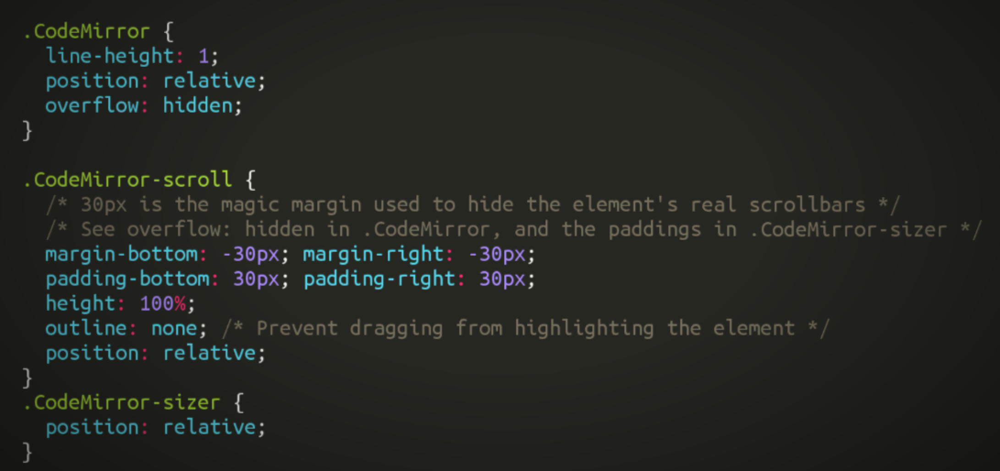 .CodeMirror {
  line-height: 1;
  position: relative;
  overflow: hidden;
}

.CodeMirror-scroll {
  /* 30px is the magic margin used to hide the element's real scrollbars */
  /* See overflow: hidden in .CodeMirror, and the paddings in .CodeMirror-sizer */
  margin-bottom: -30px; margin-right: -30px;
  padding-bottom: 30px; padding-right: 30px;
  height: 100%;
  outline: none; /* Prevent dragging from highlighting the element */
  position: relative;
}
.CodeMirror-sizer {
  position: relative;
}